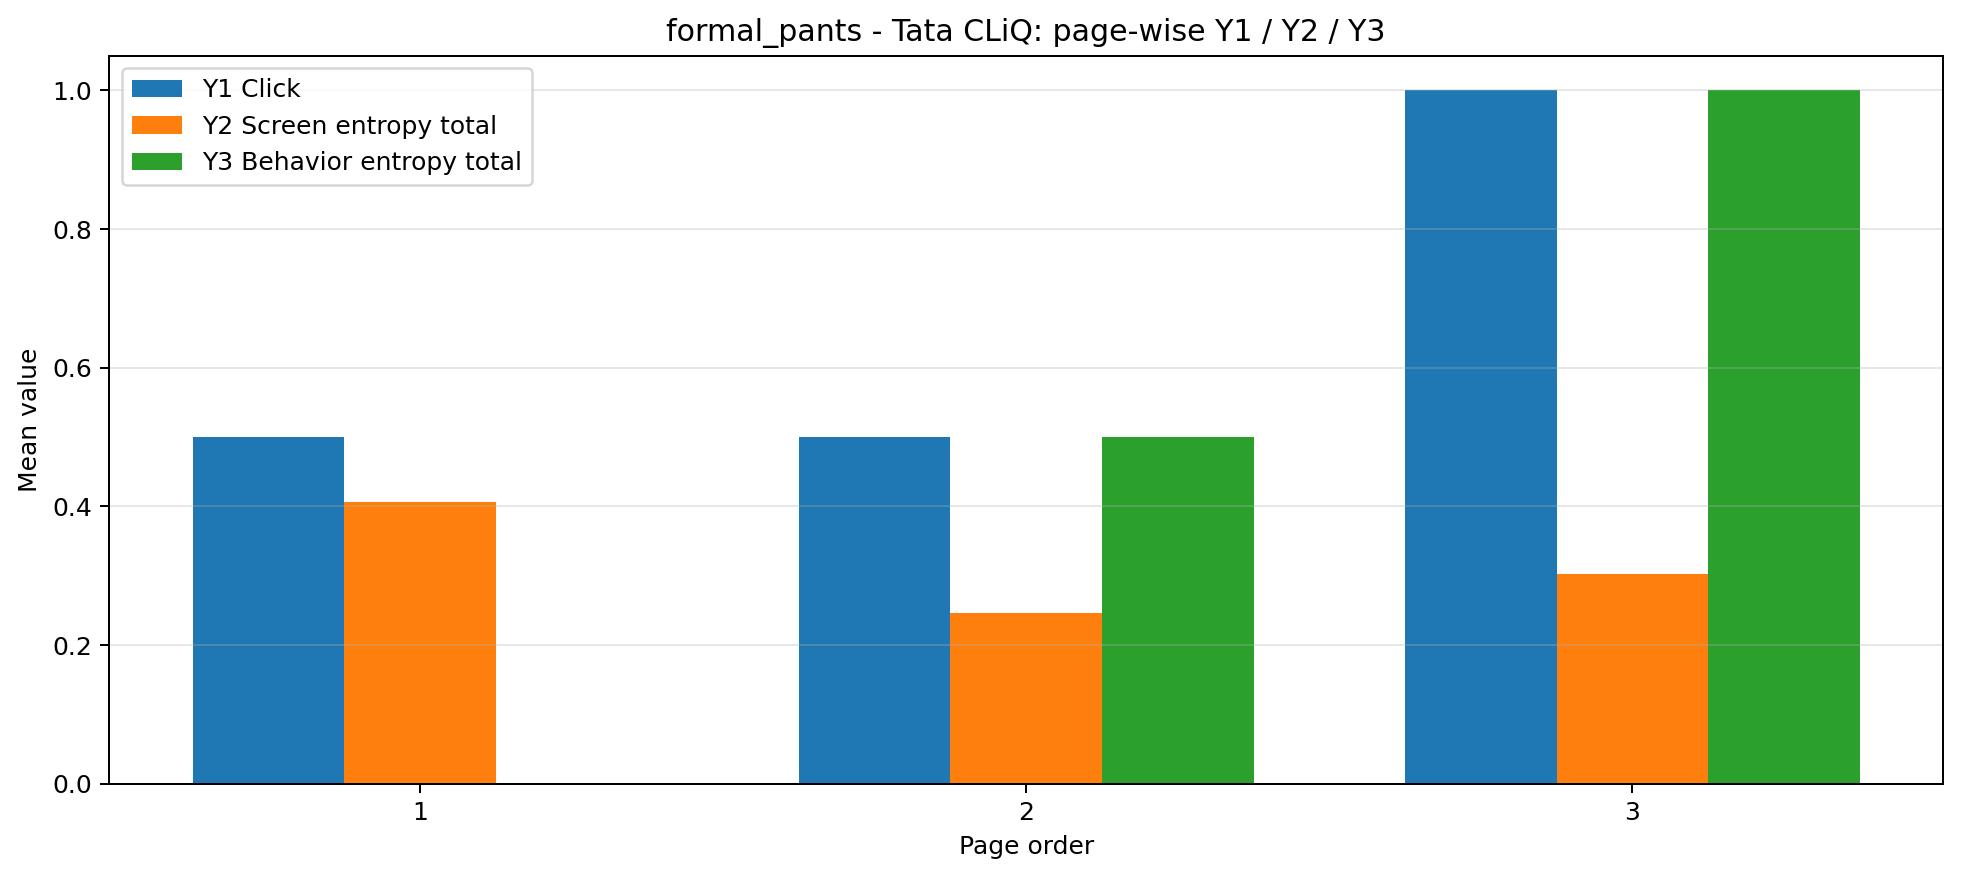 formal_pants - Tata CLiQ: page-wise Y1 / Y2 / Y3
Y1 Click
Y2 Screen entropy total
Y3 Behavior entropy total
Mean value
1.0
0.8
0.6
0.4
0.2
0.0
1 2 3
Page order